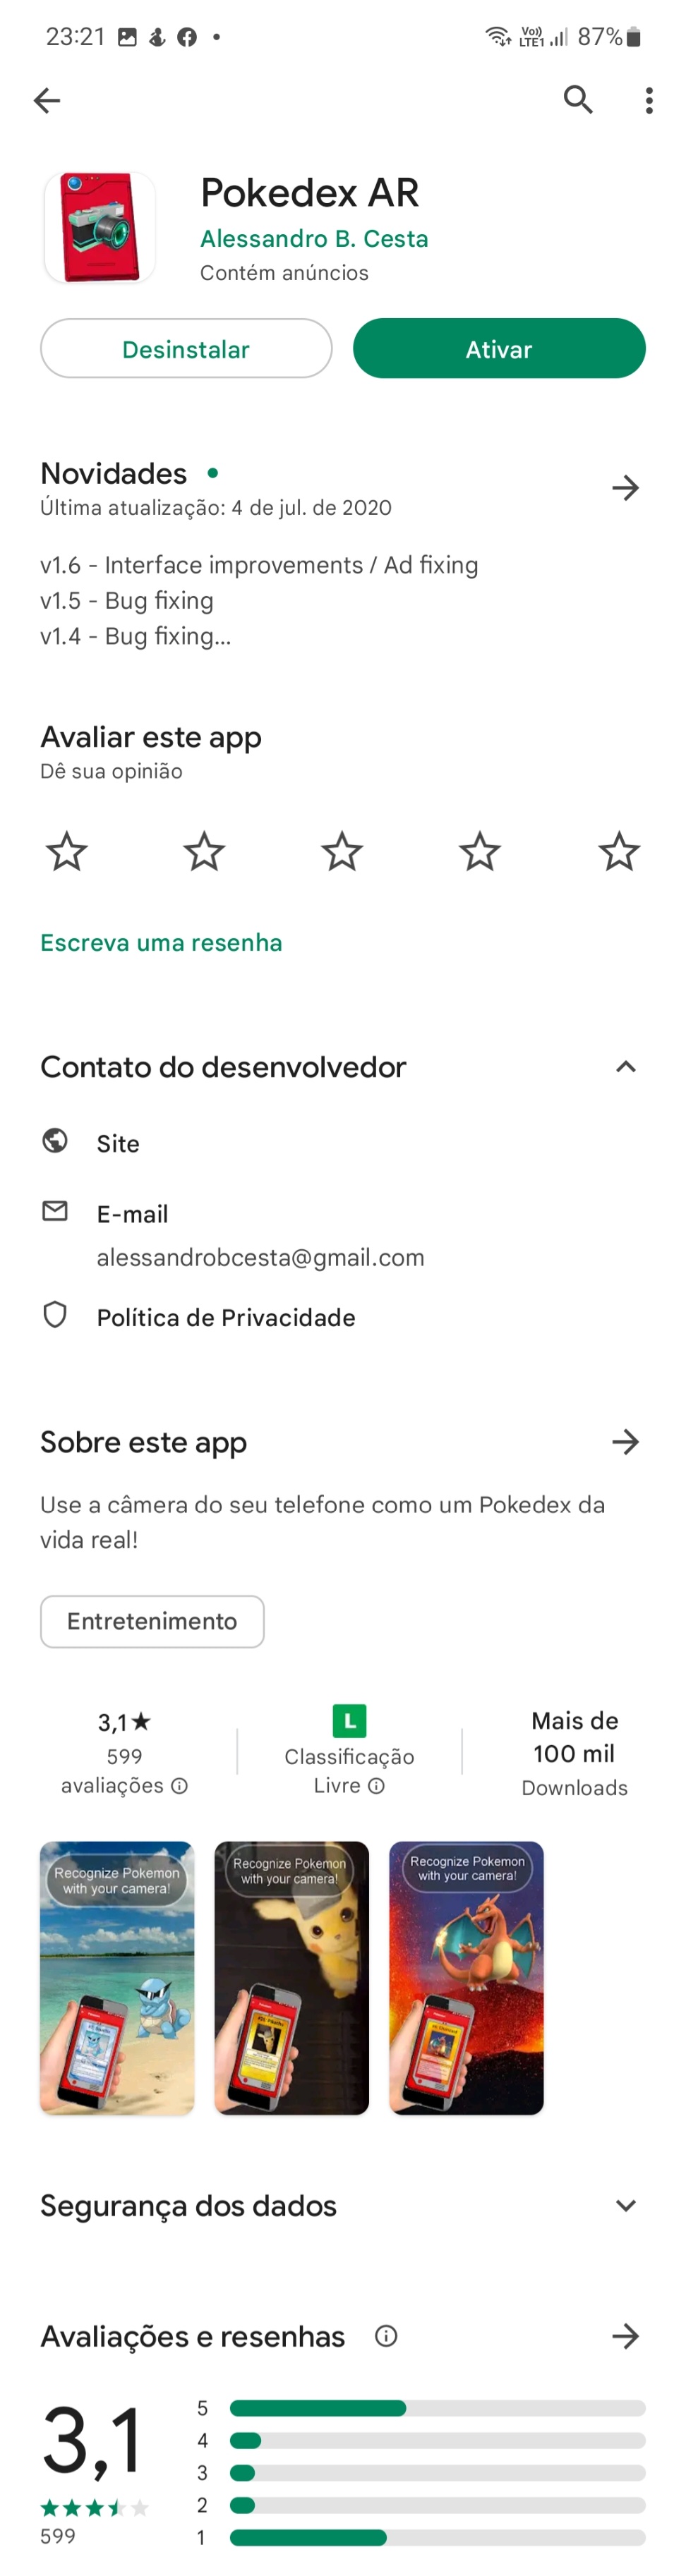 23:21
Vo))
LTE1
87%
Pokedex AR
Alessandro B. Cesta
Contém anúncios
Desinstalar
Ativar
Novidades
Última atualização: 4 de jul. de 2020
v1.6 - Interface improvements / Ad fixing
v1.5 - Bug fixing
v1.4 - Bug fixing...
Avaliar este app
Dê sua opinião
Escreva uma resenha
Contato do desenvolvedor
Site
E-mail
alessandrobcesta@gmail.com
Política de Privacidade
Sobre este app
Use a câmera do seu telefone como um Pokedex da
vida real!
Entretenimento
3,1★
599
avaliações
L
Classificação
Livre
Mais de
100 mil
Downloads
Recognize Pokemon
with your camera!
Recognize Pokemon
with your camera!
Recognize Pokemon
with your camera!
Segurança dos dados
Avaliações e resenhas
3,1
599
5
4
3
2
1